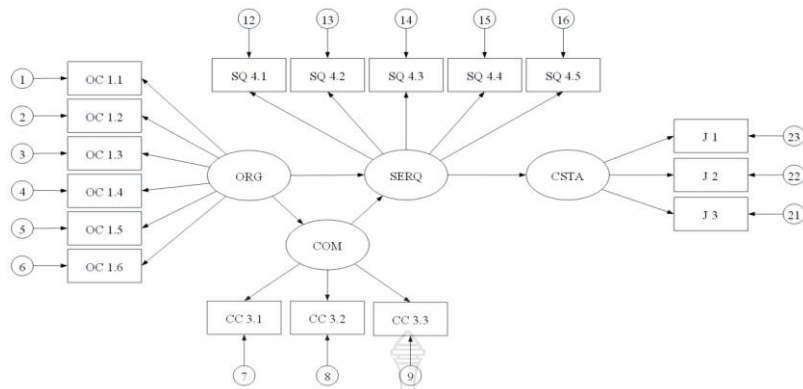 12 13 14 15 16
SQ 4.1 SQ 4.2 SQ 4.3 SQ 4.4 SQ 4.5
1 OC 1.1
2 OC 1.2
3 OC 1.3
4 OC 1.4
5 OC 1.5
6 OC 1.6
ORG SERQ CSTA
COM
J 1 23
J 2 22
J 3 21
CC 3.1 CC 3.2 CC 3.3
7 8 9